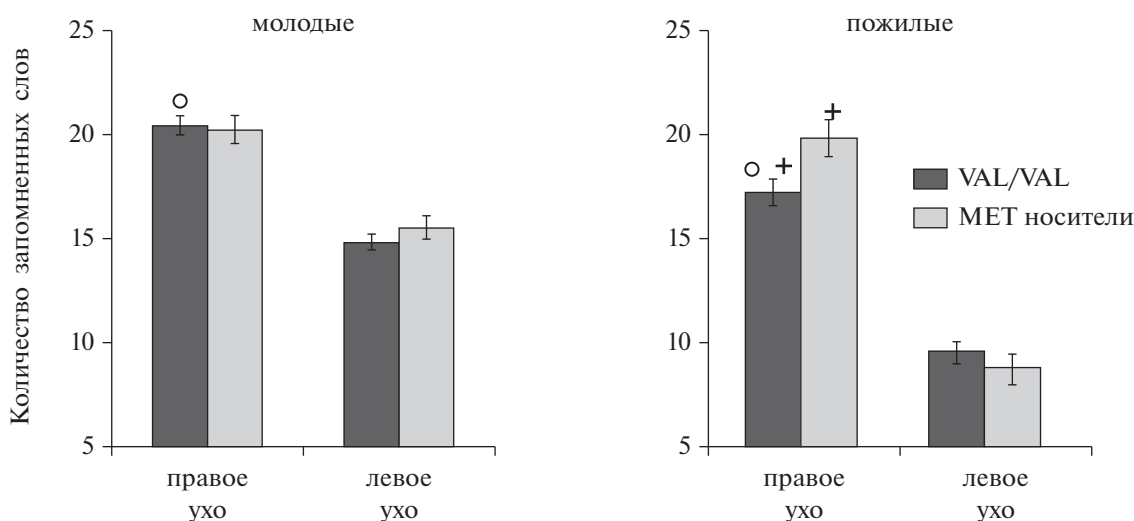 молодые
Количество запомненных слов
25
20
15
10
5
правое
ухо
левое
ухо
пожилые
25
20
15
10
5
VAL/VAL
MET носители
правое
ухо
левое
ухо